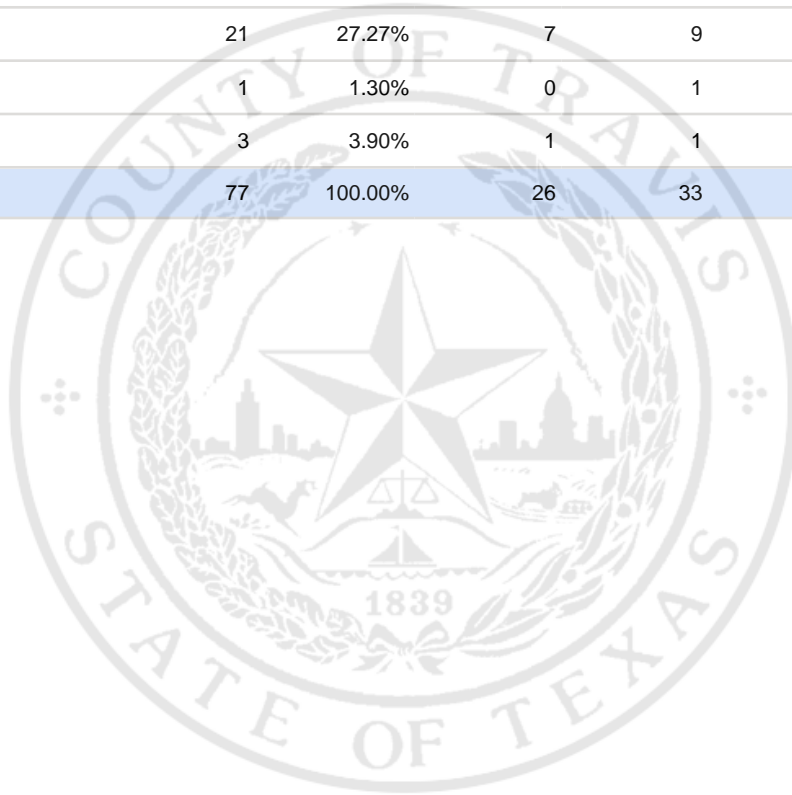 21 27.27% 7 9
1 1.30% 0 1
3 3.90% 1 1
77 100.00% 26 33
COUNTY OF TRAVIS
1839
STATE OF TEXAS